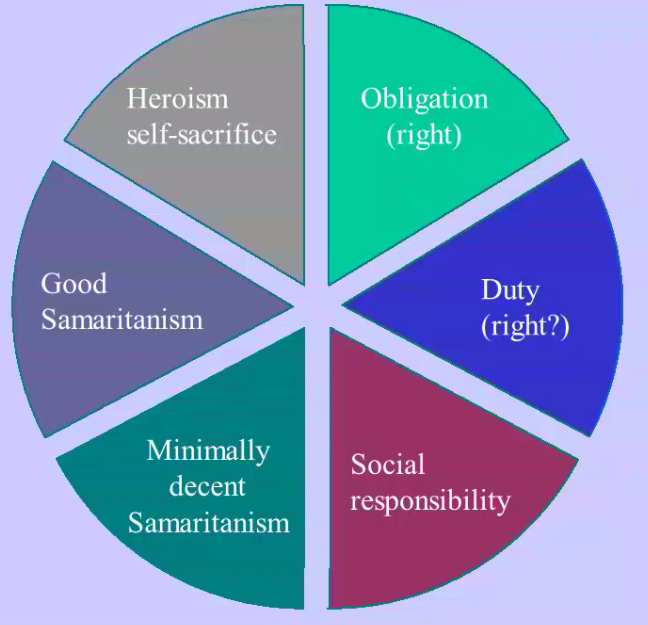 Heroism
self-sacrifice
Obligation
(right)
Good
Samaritanism
Duty
(right?)
Minimally
decent
Samaritanism
Social
responsibility